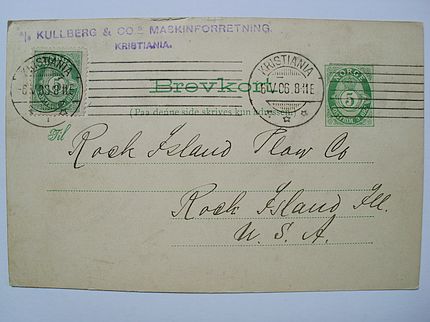 KULLBERG & CO.s MASKINFORRETNING.
KRISTIANIA.
KRISTIANIA
KRISTIANIA
NORGE
5
Brevkort
(Paa denne side skrives kun adressen.)
Til
Rock Island Plow Co
Rock Island Ill.
U. S. A.